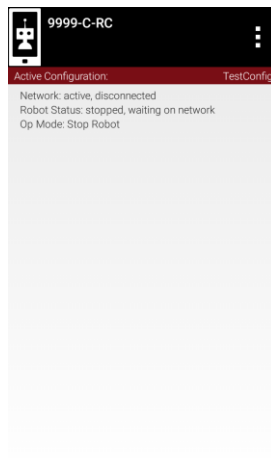 9999-C-RC
Active Configuration: TestConfig
Network: active, disconnected
Robot Status: stopped, waiting on network
Op Mode: Stop Robot